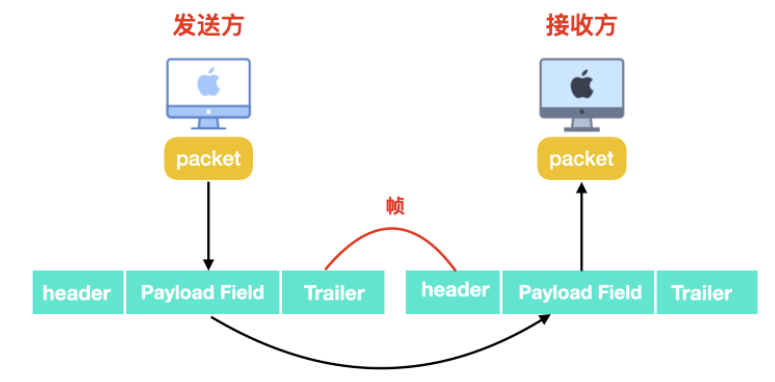 发送方
接收方
packet
packet
帧
header
Payload Field
Trailer
header
Payload Field
Trailer